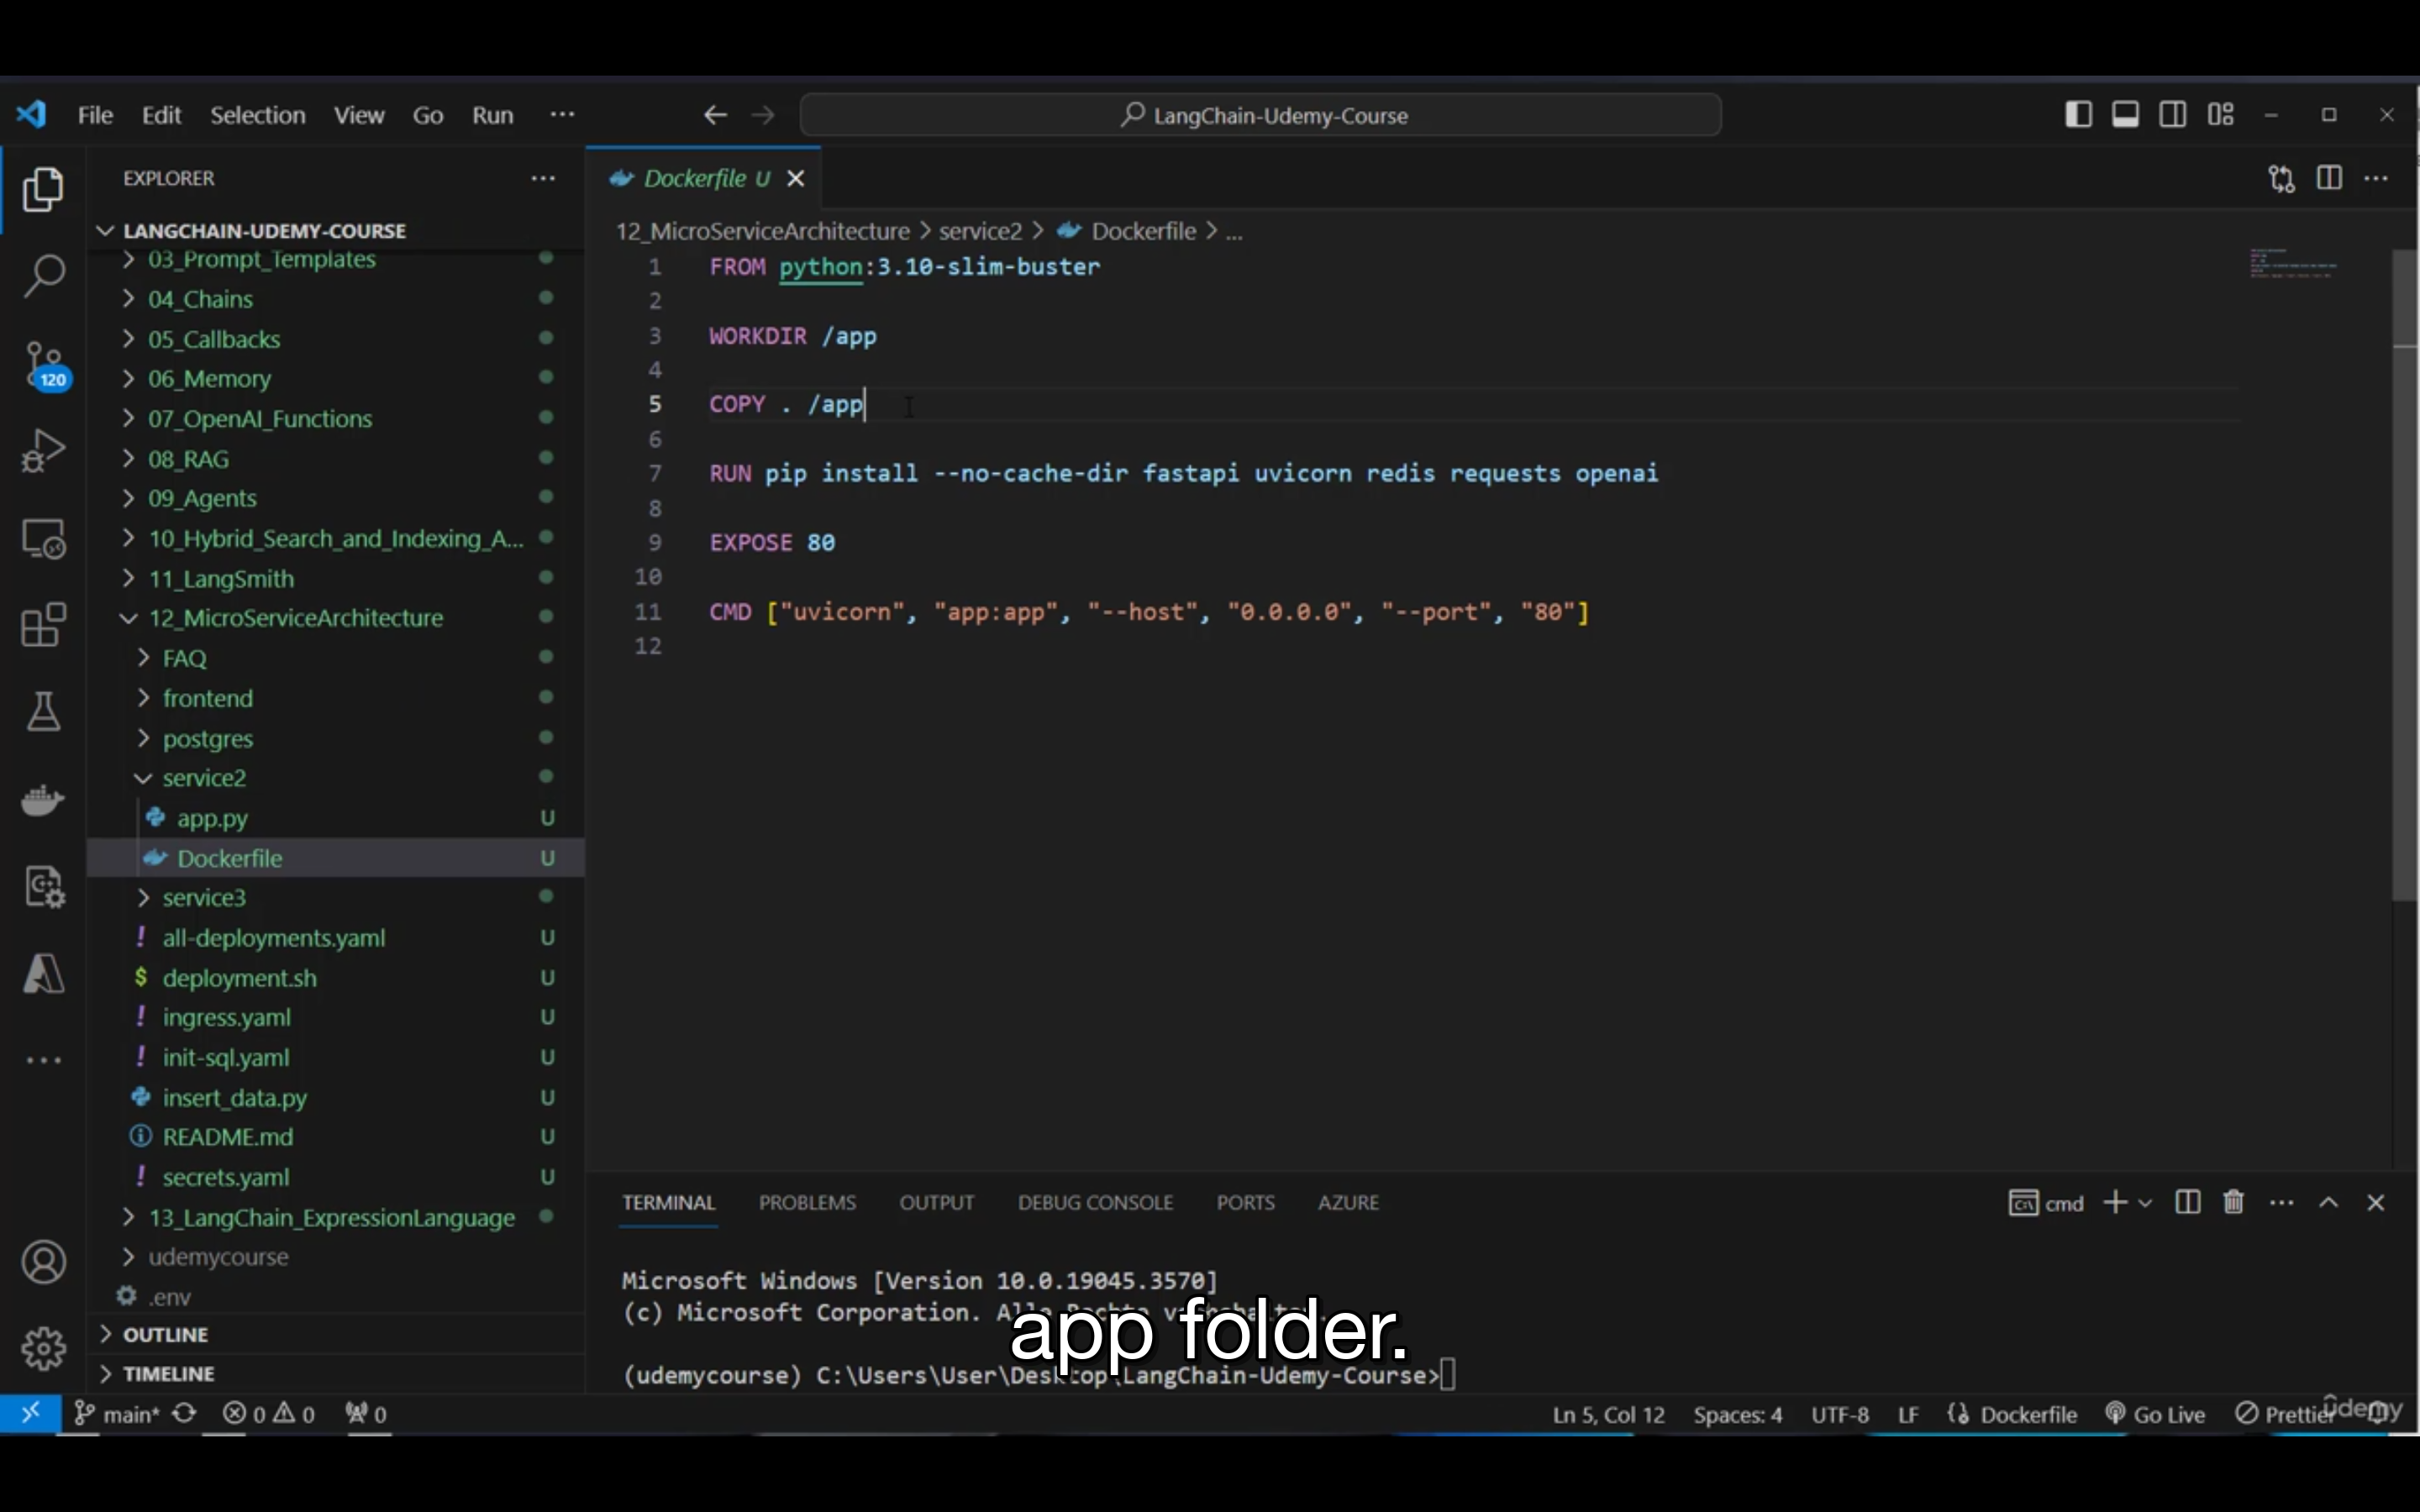 File Edit Selection View Go Run ···
LangChain-Udemy-Course
EXPLORER
LANGCHAIN-UDEMY-COURSE
03_Prompt_Templates
04_Chains
05_Callbacks
06_Memory
07_OpenAI_Functions
08_RAG
09_Agents
10_Hybrid_Search_and_Indexing_A...
11_LangSmith
12_MicroServiceArchitecture
FAQ
frontend
postgres
service2
app.py U
Dockerfile U
service3
all-deployments.yaml U
deployment.sh U
ingress.yaml U
init-sql.yaml U
insert_data.py U
README.md U
secrets.yaml U
13_LangChain_ExpressionLanguage
udemycourse
.env
OUTLINE
TIMELINE
120
Dockerfile U
12_MicroServiceArchitecture > service2 > Dockerfile > ...
1 FROM python:3.10-slim-buster
2
3 WORKDIR /app
4
5 COPY . /app
6
7 RUN pip install --no-cache-dir fastapi uvicorn redis requests openai
8
9 EXPOSE 80
10
11 CMD ["uvicorn", "app:app", "--host", "0.0.0.0", "--port", "80"]
12
TERMINAL PROBLEMS OUTPUT DEBUG CONSOLE PORTS AZURE
cmd
Microsoft Windows [Version 10.0.19045.3570]
(c) Microsoft Corporation.
app folder.
(udemycourse) C:\Users\User\Desktop\LangChain-Udemy-Course>
main* 0 0 0 Ln 5, Col 12 Spaces: 4 UTF-8 LF Dockerfile Go Live Prettier
ûdemy